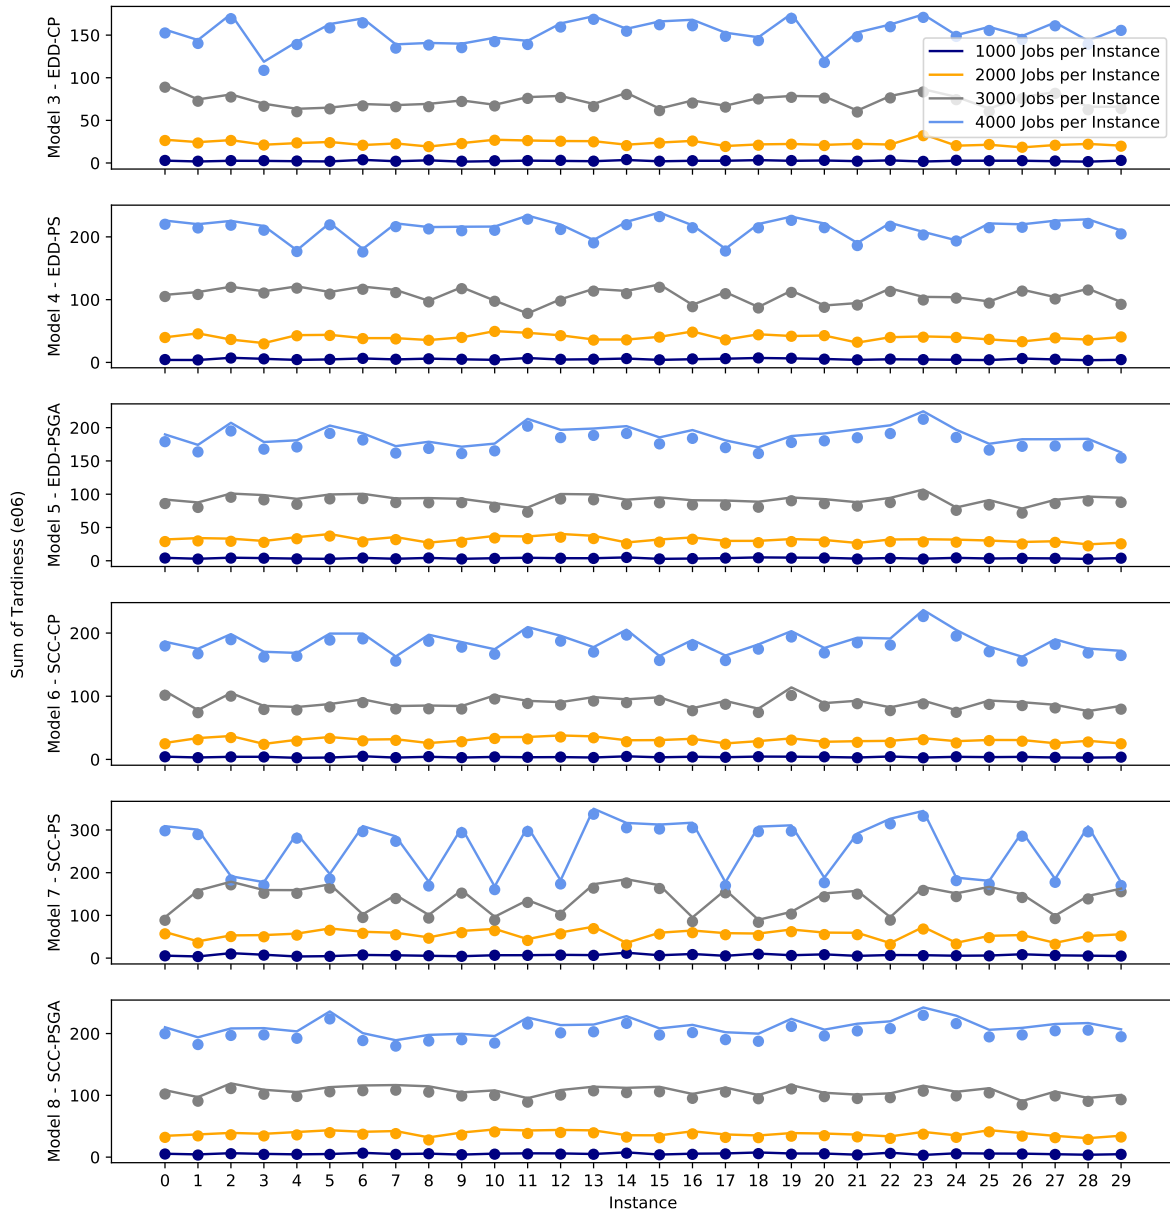 Sum of Tardiness (e06)
Model 3 - EDD-CP
150
100
50
0
1000 Jobs per Instance
2000 Jobs per Instance
3000 Jobs per Instance
4000 Jobs per Instance
Model 4 - EDD-PS
200
100
0
Model 5 - EDD-PSGA
200
150
100
50
0
Model 6 - SCC-CP
200
100
0
Model 7 - SCC-PS
300
200
100
0
Model 8 - SCC-PSGA
200
100
0
0 1 2 3 4 5 6 7 8 9 10 11 12 13 14 15 16 17 18 19 20 21 22 23 24 25 26 27 28 29
Instance